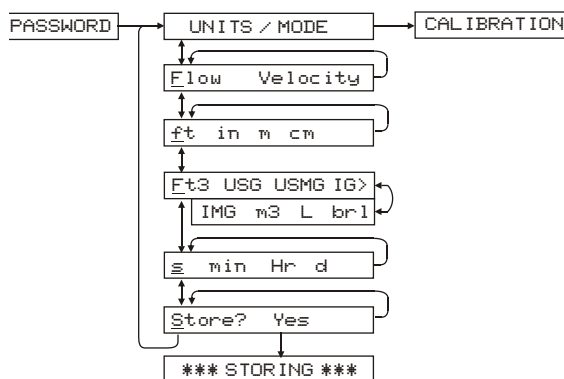 PASSWORD UNITS / MODE CALIBRATION
Flow Velocity
ft in m cm
Ft3 USG USMG IG>
IMG m3 L brl
s min Hr d
Store? Yes
*** STORING ***